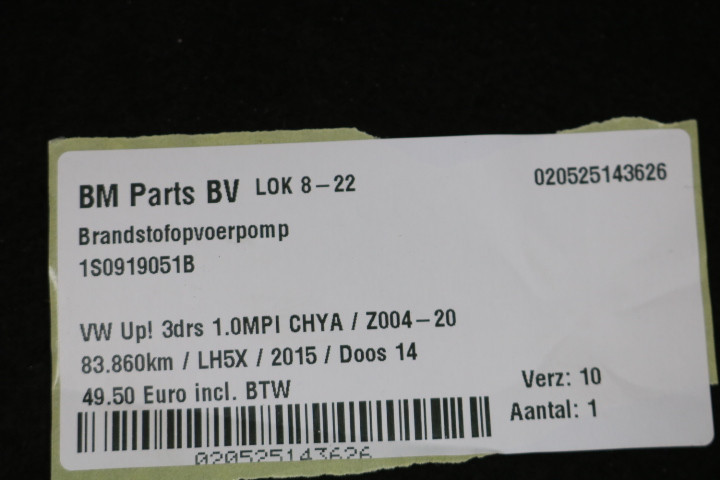 BM Parts BV LOK 8-22 020525143626
Brandstofopvoerpomp
1S0919051B
VW Up! 3drs 1.0MPI CHYA / Z004-20
83.860km / LH5X / 2015 / Doos 14
49.50 Euro incl. BTW
Verz: 10
Aantal: 1
020525143626